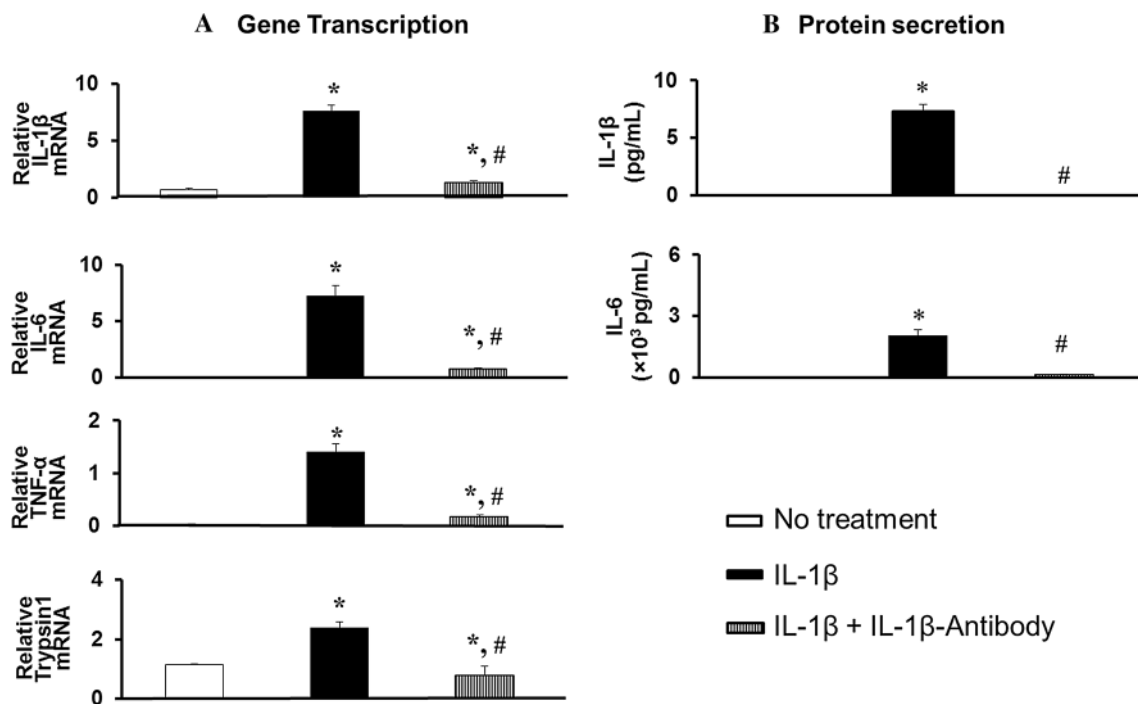 A Gene Transcription
Relative
IL-1β
mRNA
10
5
0
*
*, #
Relative
IL-6
mRNA
10
5
0
*
*, #
Relative
TNF-α
mRNA
2
1
0
*
*, #
Relative
Trypsin1
mRNA
4
2
0
*
*, #
B Protein secretion
IL-1β
(pg/mL)
10
5
0
*
#
IL-6
(×10³ pg/mL)
6
3
0
*
#
No treatment
IL-1β
IL-1β + IL-1β-Antibody